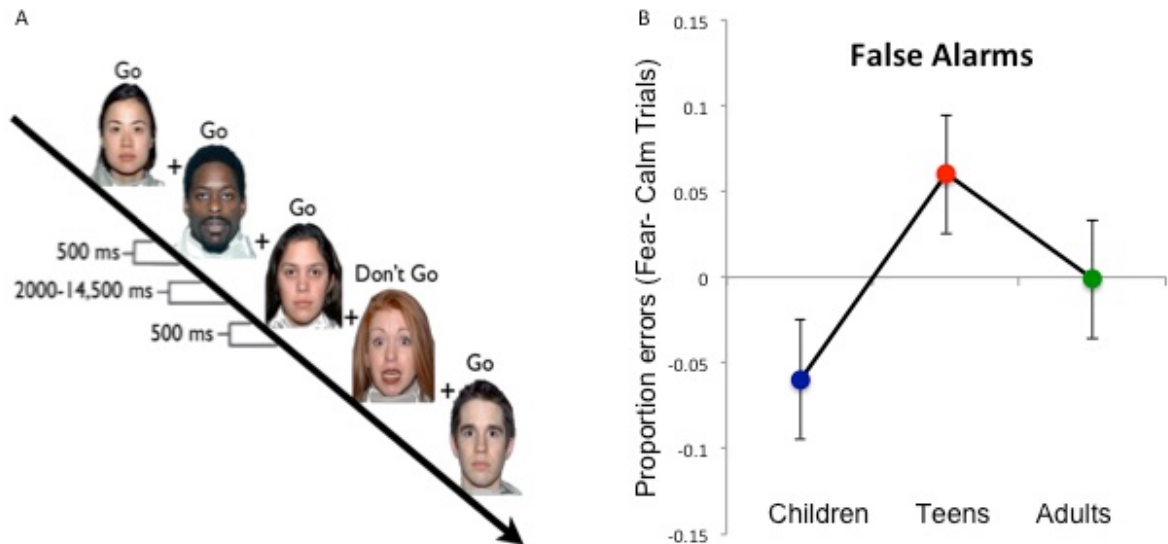 A
Go
Go
Go
Don't Go
Go
+
+
+
+
500 ms
2000-14,500 ms
500 ms
B
False Alarms
Proportion errors (Fear- Calm Trials)
0.15
0.1
0.05
0
-0.05
-0.1
-0.15
Children Teens Adults